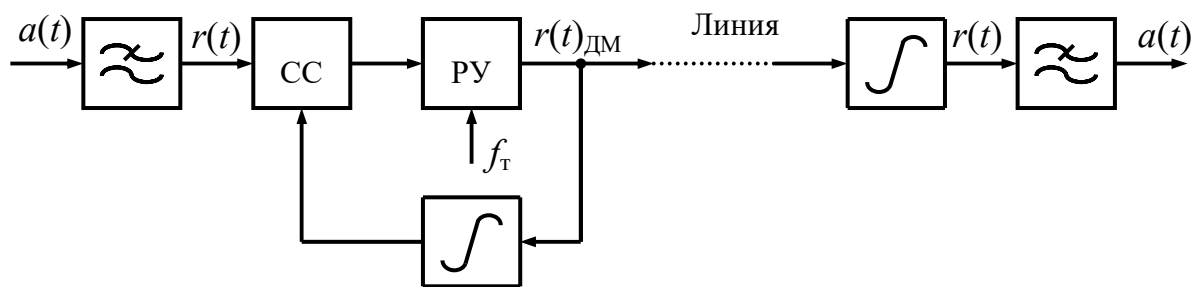 a(t)
r(t)
СС
РУ
r(t)ДМ
Линия
r(t)
a(t)
fт